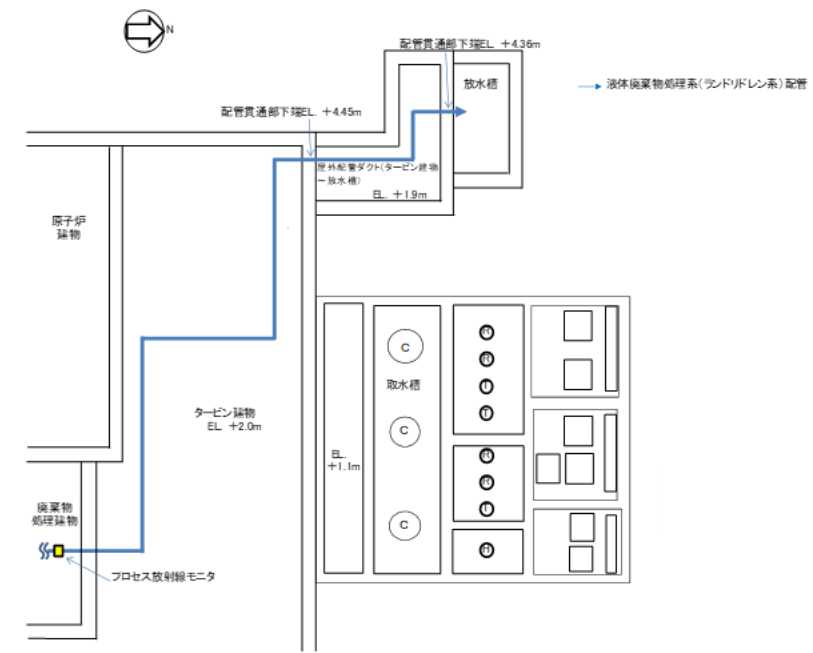 N
配管貫通部下端EL. +4.36m
放水槽
液体廃棄物処理系(ランドリドレン系)配管
配管貫通部下端EL. +4.45m
屋外配管ダクト(タービン建物
~放水槽)
EL. +1.9m
原子炉
建物
C
取水槽
C
C
H
R
T
T
H
R
T
H
タービン建物
EL. +2.0m
EL.
+1.1m
廃棄物
処理建物
プロセス放射線モニタ